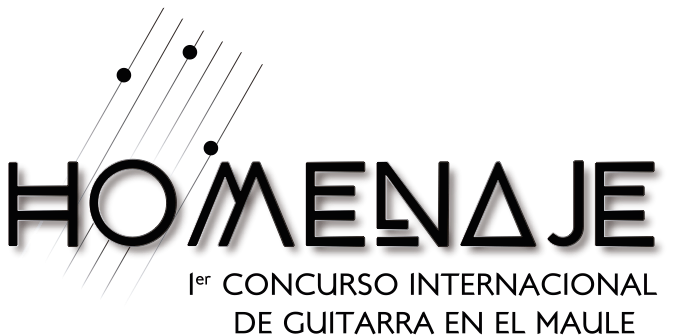 HOMENAJE
1er CONCURSO INTERNACIONAL
DE GUITARRA EN EL MAULE